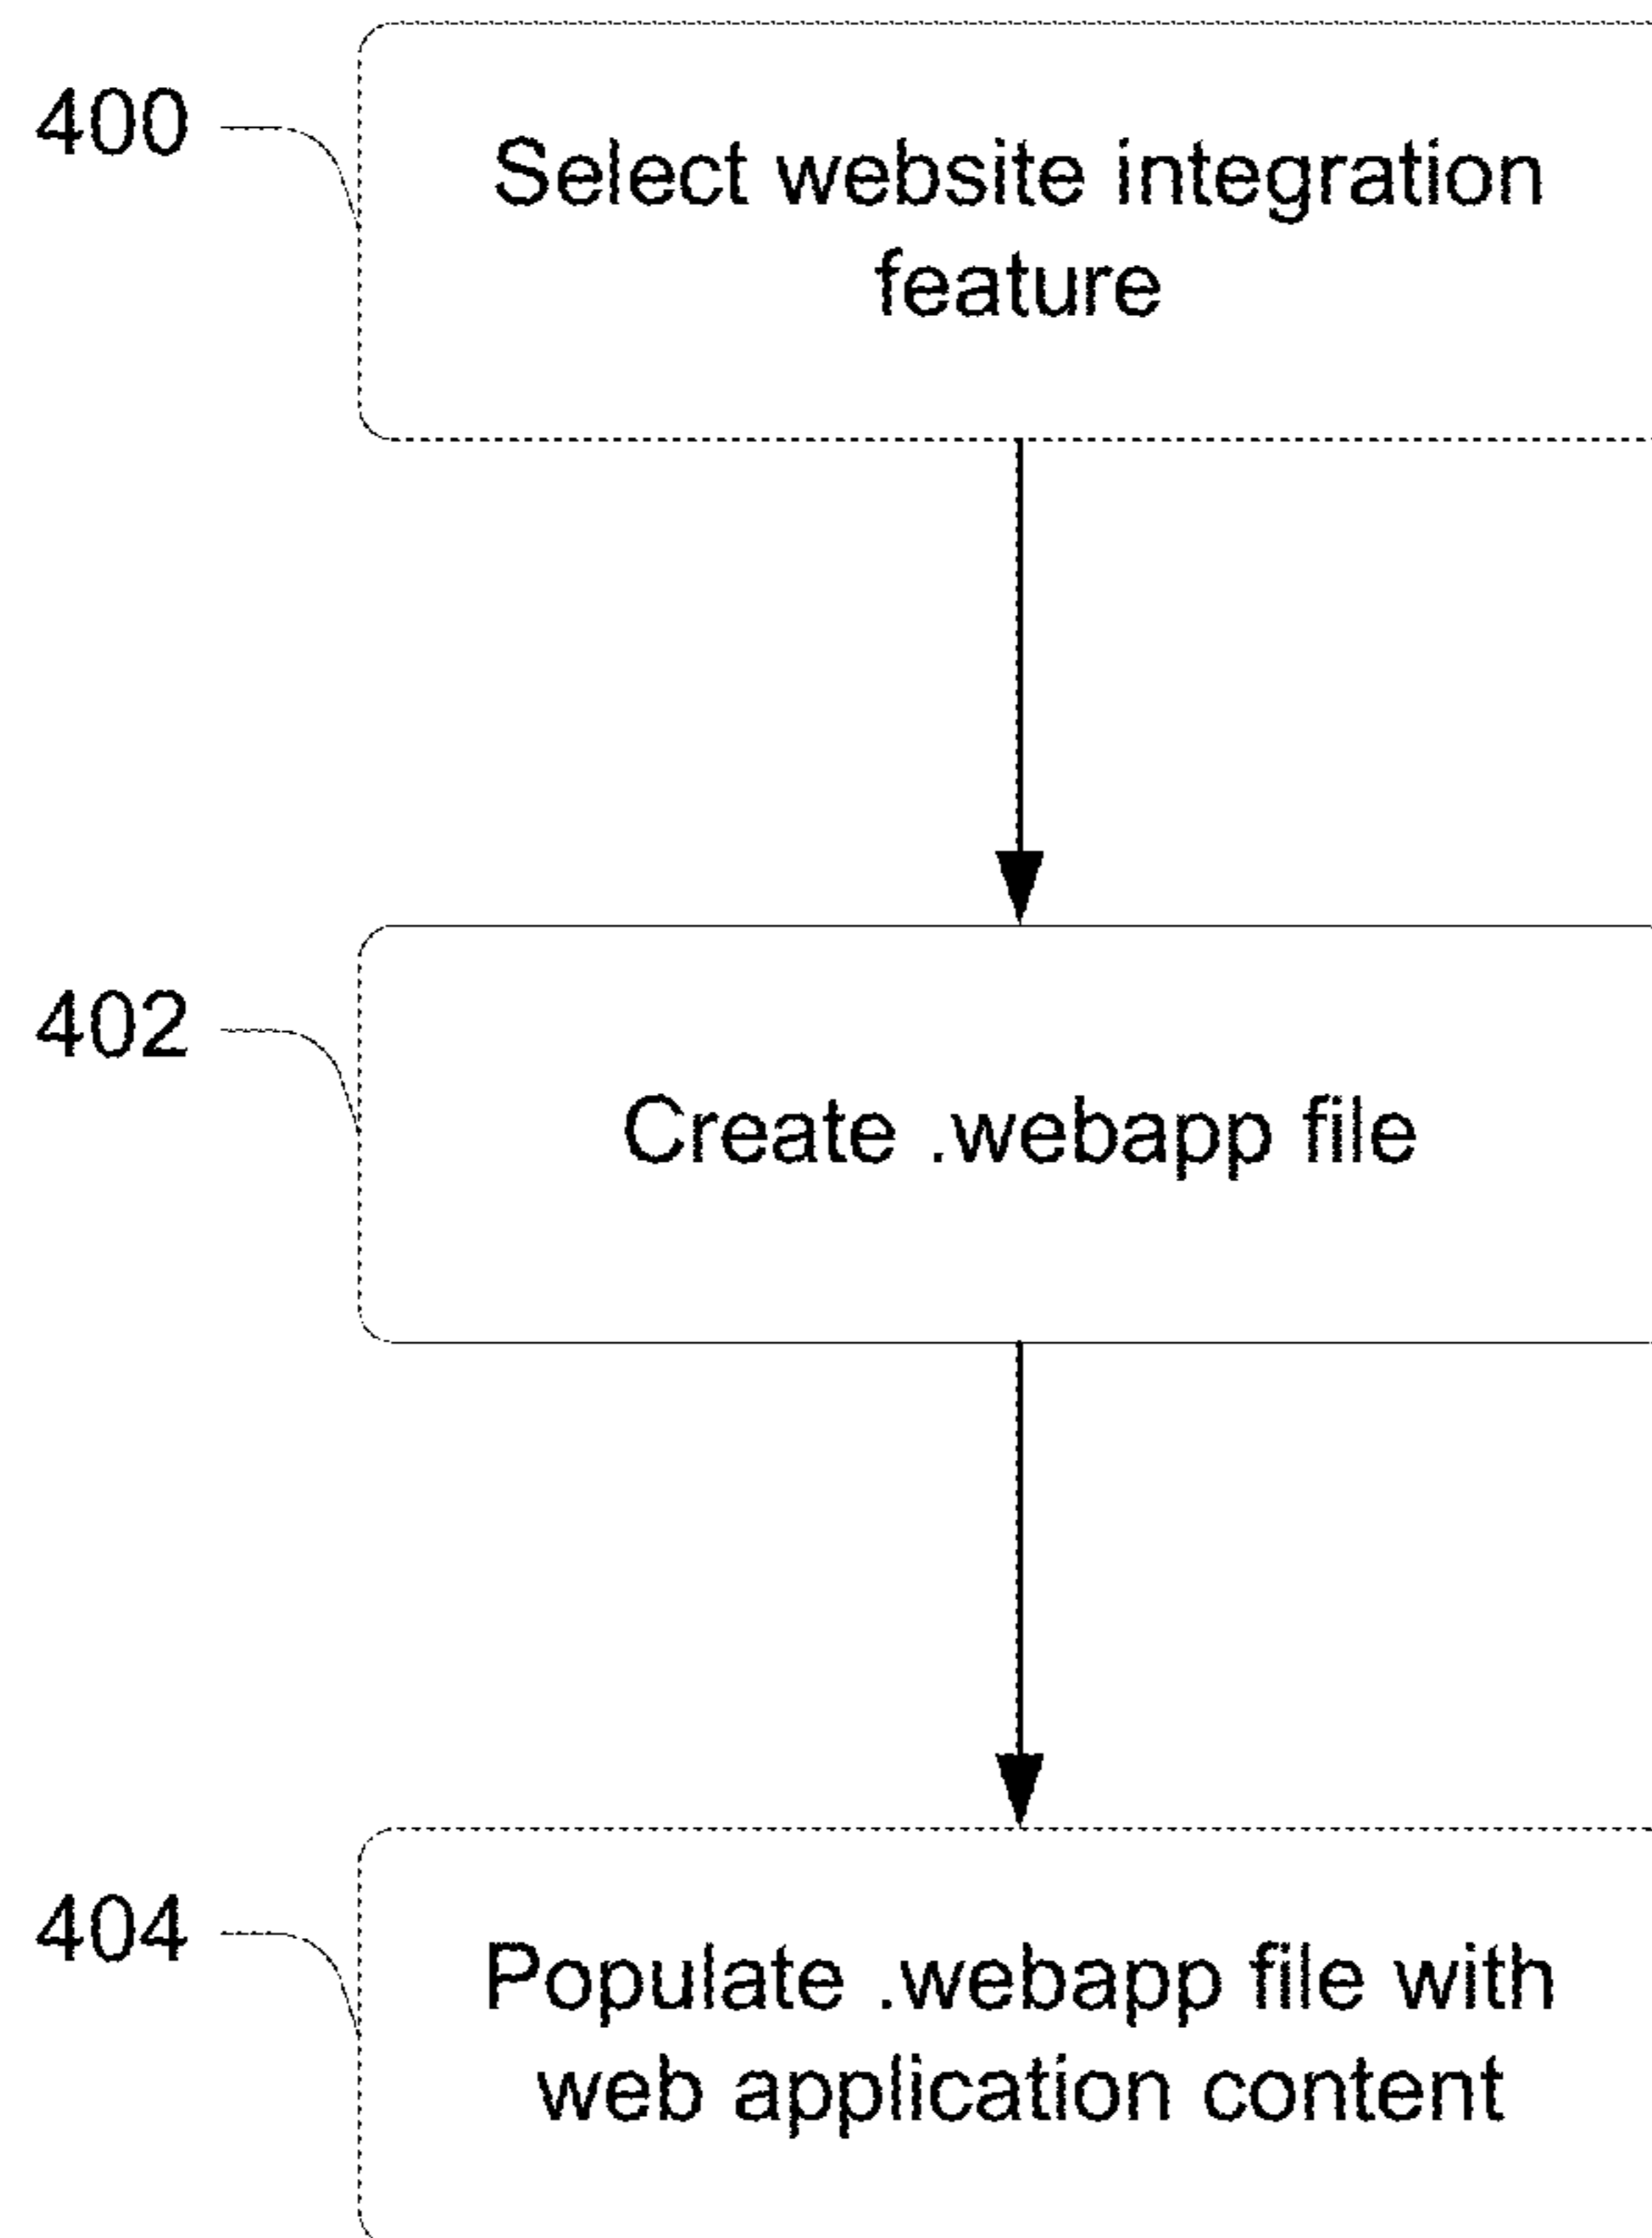 400
Select website integration
feature
402
Create .webapp file
404
Populate .webapp file with
web application content